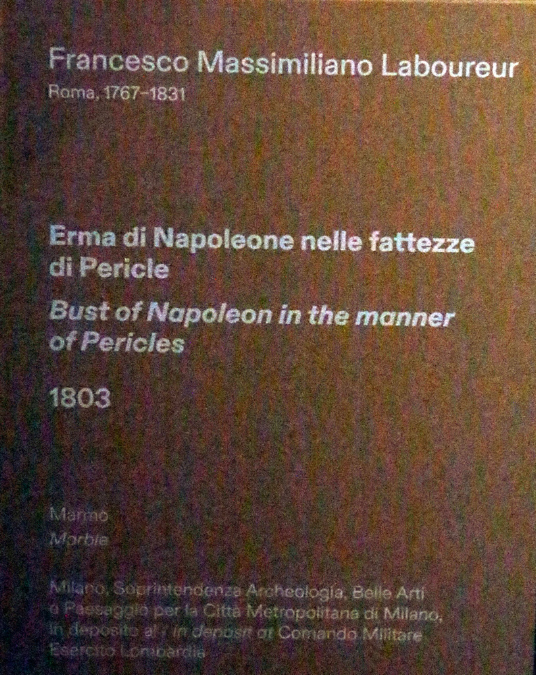 Francesco Massimiliano Laboureur
Roma, 1767–1831
Erma di Napoleone nelle fattezze
di Pericle
Bust of Napoleon in the manner
of Pericles
1803
Marmo
Marble
Milano, Soprintendenza Archeologia, Belle Arti
e Paesaggio per la Città Metropolitana di Milano,
in deposito al / in deposit at Comando Militare
Esercito Lombardia